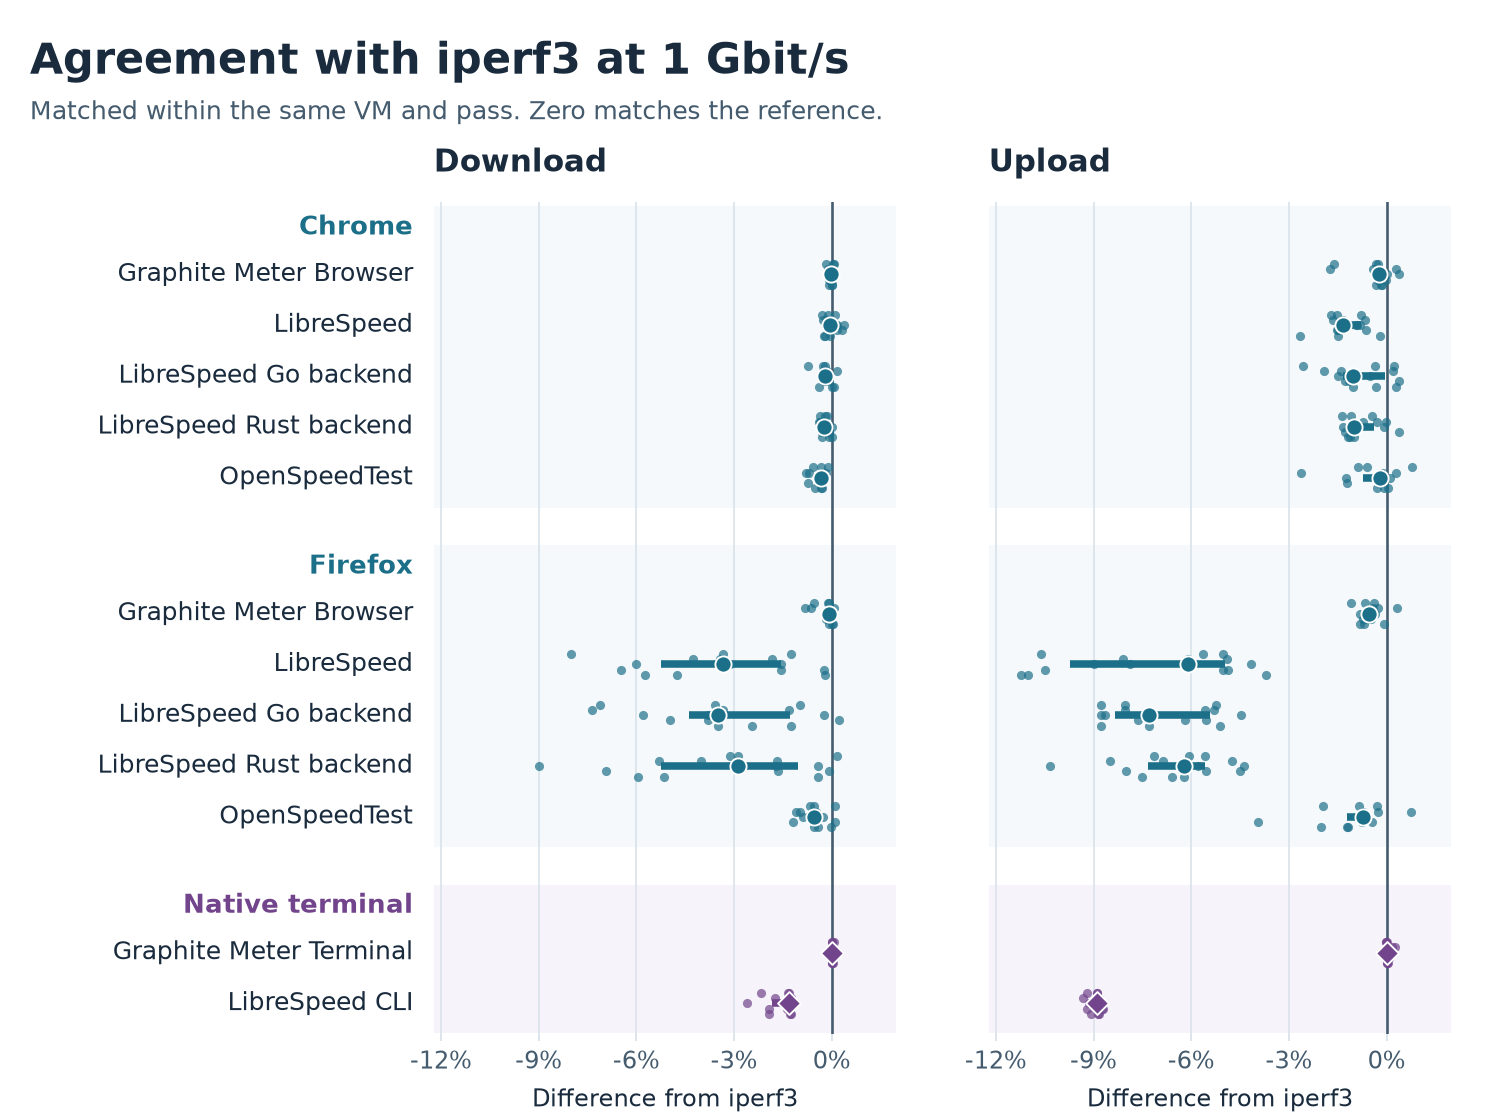 Agreement with iperf3 at 1 Gbit/s
Matched within the same VM and pass. Zero matches the reference.
Download
Upload
Chrome
Graphite Meter Browser
LibreSpeed
LibreSpeed Go backend
LibreSpeed Rust backend
OpenSpeedTest
Firefox
Graphite Meter Browser
LibreSpeed
LibreSpeed Go backend
LibreSpeed Rust backend
OpenSpeedTest
Native terminal
Graphite Meter Terminal
LibreSpeed CLI
-12% -9% -6% -3% 0%
-12% -9% -6% -3% 0%
Difference from iperf3
Difference from iperf3